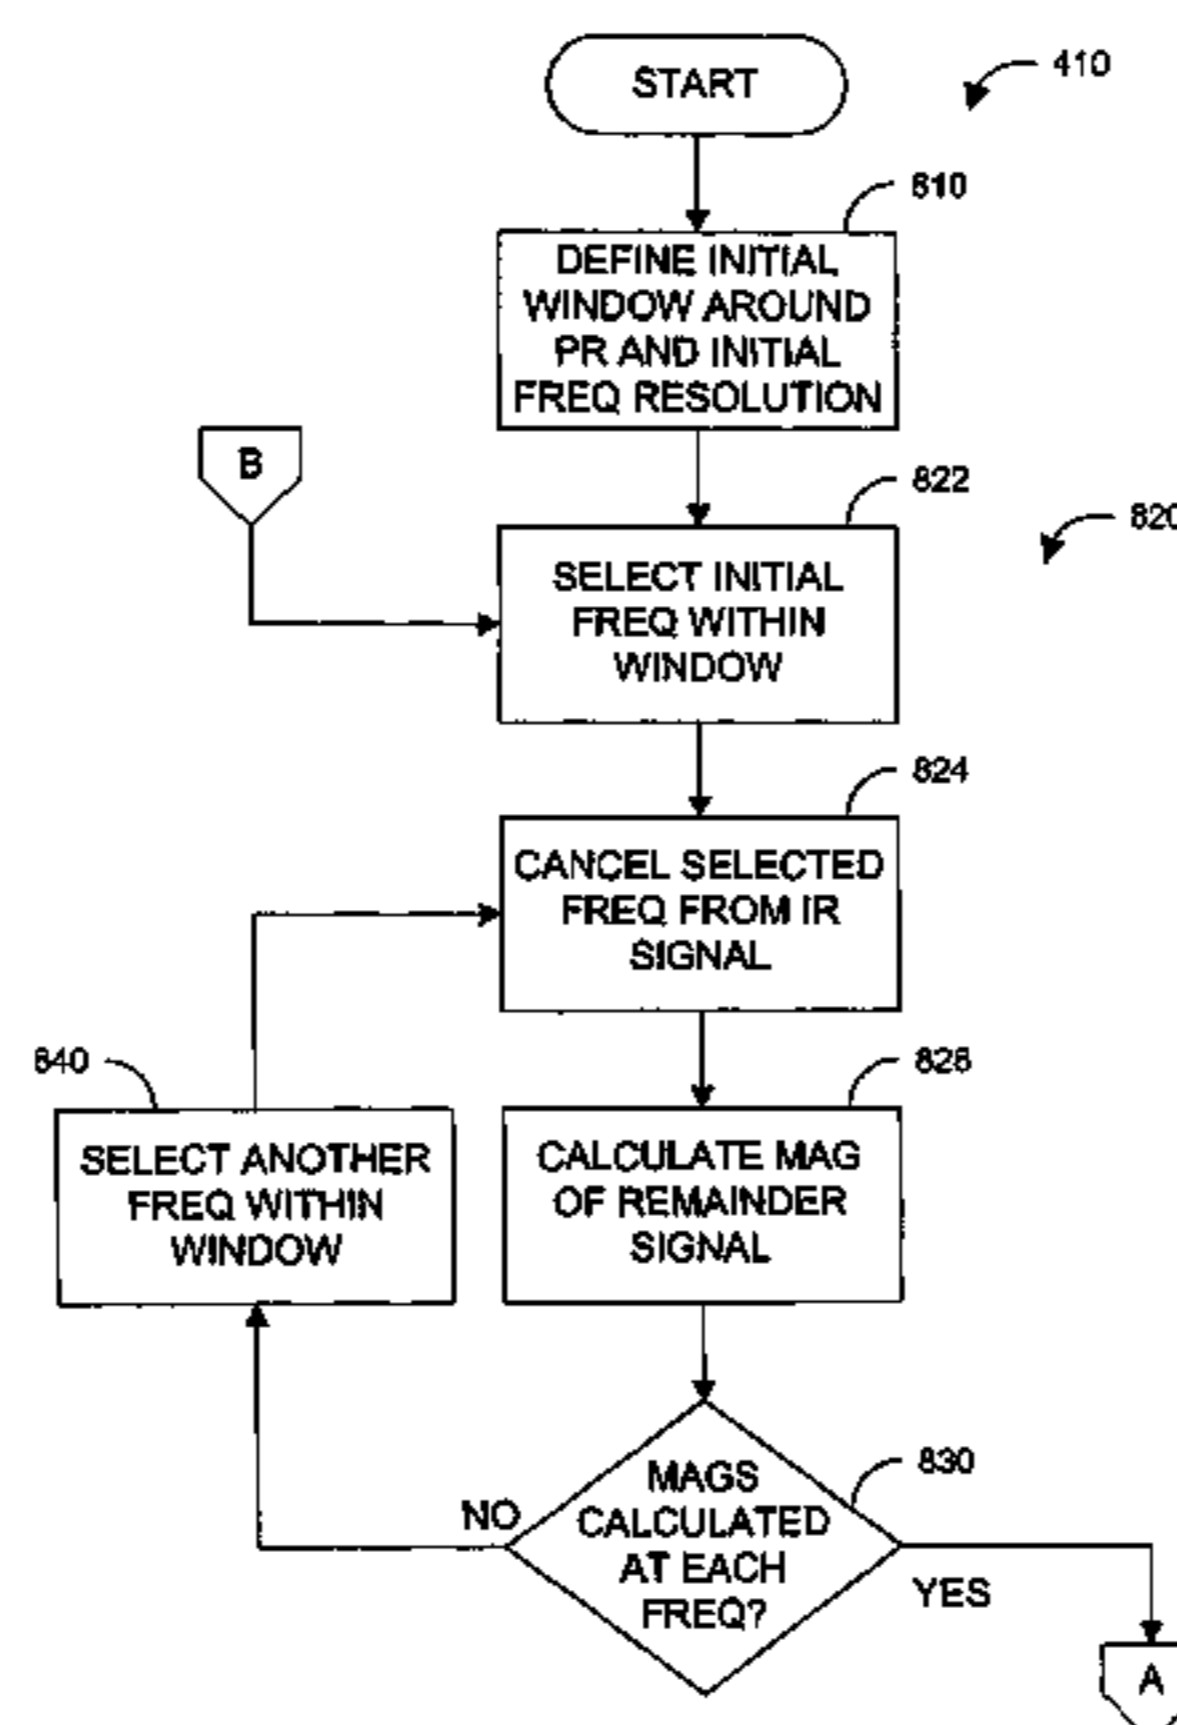 START
410
810
DEFINE INITIAL
WINDOW AROUND
PR AND INITIAL
FREQ RESOLUTION
B
822
820
SELECT INITIAL
FREQ WITHIN
WINDOW
824
CANCEL SELECTED
FREQ FROM IR
SIGNAL
840
826
SELECT ANOTHER
FREQ WITHIN
WINDOW
CALCULATE MAG
OF REMAINDER
SIGNAL
830
MAGS
CALCULATED
AT EACH
FREQ?
NO
YES
A